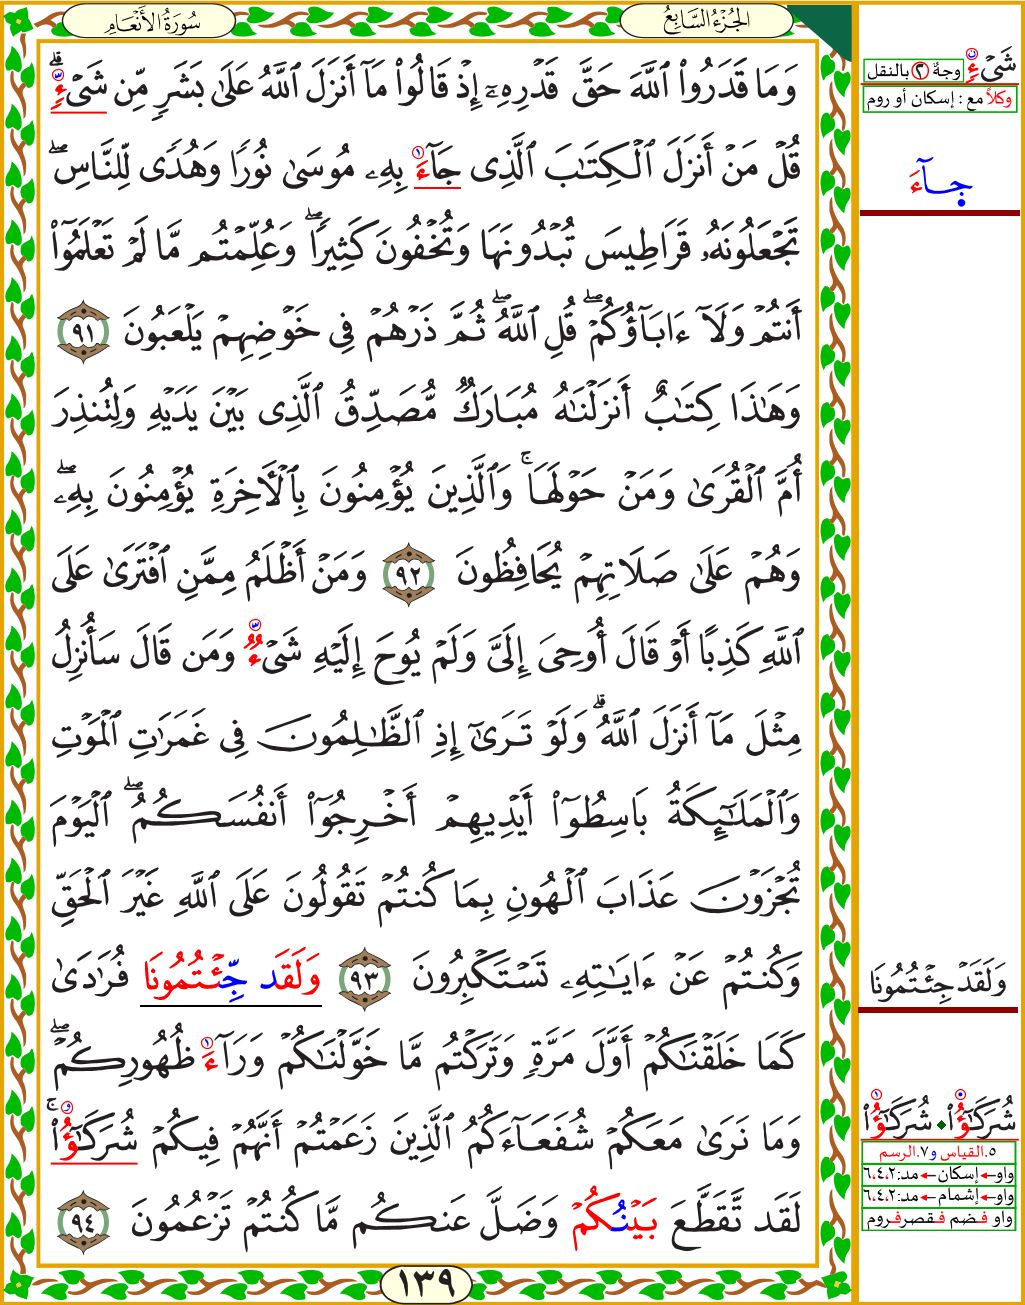 سُورَةُ الأَنْعَامِ
الجُزْءُ السَّابِعُ
وَمَا قَدَرُواْ ٱللَّهَ حَقَّ قَدْرِهِۦٓ إِذْ قَالُواْ مَآ أَنزَلَ ٱللَّهُ عَلَىٰ بَشَرٍ مِّن شَىْءٍۢ ۗ
قُلْ مَنْ أَنزَلَ ٱلْكِتَـٰبَ ٱلَّذِى جَآءَ بِهِۦ مُوسَىٰ نُورًا وَهُدًى لِّلنَّاسِ ۖ
تَجْعَلُونَهُۥ قَرَاطِيسَ تُبْدُونَهَا وَتُخْفُونَ كَثِيرًا ۖ وَعُلِّمْتُم مَّا لَمْ تَعْلَمُوٓاْ
أَنتُمْ وَلَآ ءَابَآؤُكُمْ ۖ قُلِ ٱللَّهُ ۖ ثُمَّ ذَرْهُمْ فِى خَوْضِهِمْ يَلْعَبُونَ ٩١
وَهَـٰذَا كِتَـٰبٌ أَنزَلْنَـٰهُ مُبَارَكٌ مُّصَدِّقُ ٱلَّذِى بَيْنَ يَدَيْهِ وَلِتُنذِرَ
أُمَّ ٱلْقُرَىٰ وَمَنْ حَوْلَهَا ۚ وَٱلَّذِينَ يُؤْمِنُونَ بِٱلْأَخِرَةِ يُؤْمِنُونَ بِهِۦ ۖ
وَهُمْ عَلَىٰ صَلَاتِهِمْ يُحَافِظُونَ ٩٢ وَمَنْ أَظْلَمُ مِمَّنِ ٱفْتَرَىٰ عَلَى
ٱللَّهِ كَذِبًا أَوْ قَالَ أُوحِىَ إِلَىَّ وَلَمْ يُوحَ إِلَيْهِ شَىْءٌ وَمَن قَالَ سَأُنزِلُ
مِثْلَ مَآ أَنزَلَ ٱللَّهُ ۗ وَلَوْ تَرَىٰٓ إِذِ ٱلظَّـٰلِمُونَ فِى غَمَرَٰتِ ٱلْمَوْتِ
وَٱلْمَلَـٰٓئِكَةُ بَاسِطُوٓاْ أَيْدِيهِمْ أَخْرِجُوٓاْ أَنفُسَكُمُ ۖ ٱلْيَوْمَ
تُجْزَوْنَ عَذَابَ ٱلْهُونِ بِمَا كُنتُمْ تَقُولُونَ عَلَى ٱللَّهِ غَيْرَ ٱلْحَقِّ
وَكُنتُمْ عَنْ ءَايَـٰتِهِۦ تَسْتَكْبِرُونَ ٩٣ وَلَقَد جِّئْتُمُونَا فُرَٰدَىٰ
كَمَا خَلَقْنَـٰكُمْ أَوَّلَ مَرَّةٍ وَتَرَكْتُم مَّا خَوَّلْنَـٰكُمْ وَرَآءَ ظُهُورِكُمْ ۖ
وَمَا نَرَىٰ مَعَكُمْ شُفَعَآءَكُمُ ٱلَّذِينَ زَعَمْتُمْ أَنَّهُمْ فِيكُمْ شُرَكَـٰٓؤُاْ ۚ
لَقَد تَّقَطَّعَ بَيْنُكُمْ وَضَلَّ عَنكُم مَّا كُنتُمْ تَزْعُمُونَ ٩٤
١٣٩
شَىْءٍ وجهٌ ٢ بالنقل
وكلاً مع : إسكان أو روم
جآءَ
وَلَقَدْ جِئْتُمُونَا
شُرَكَـٰٓؤُاْ شُرَكَـٰٓؤُاْ
٥.القياس و٧.الرسم
واو←إسكان←مد:٦،٤،٢
واو←إشمام←مد:٦،٤،٢
واو فضم فقصر فروم